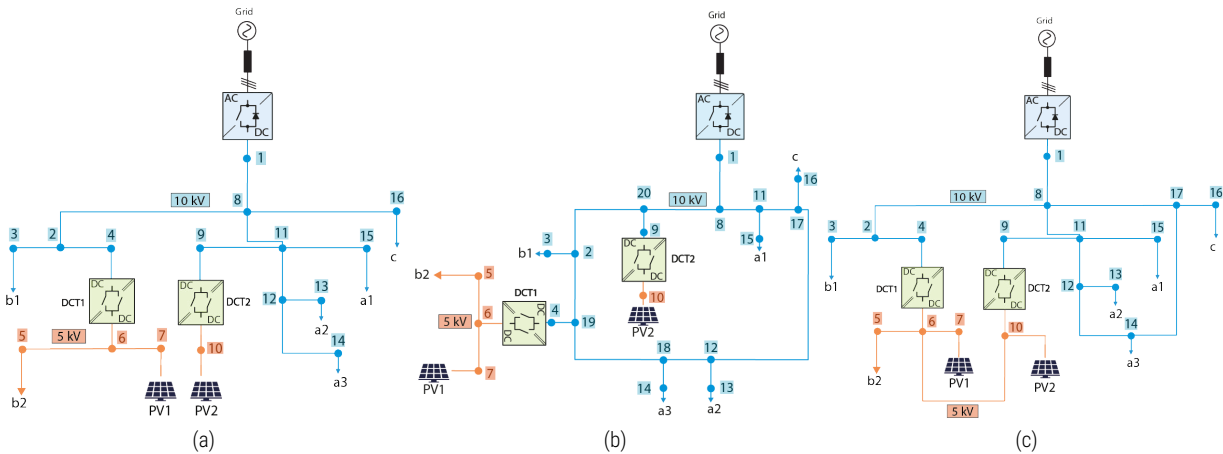 Grid
AC
DC
1
10 kV
8
16
3
2
4
9
11
15
c
b1
DC
DC
DCT1
DC
DC
DCT2
12
13
a2
a1
5
5 kV
6
7
10
14
a3
b2
PV1
PV2
(a)
Grid
AC
DC
1
c
16
20
10 kV
8
11
17
3
b1
2
9
15
a1
DC
DC
DCT2
b2
5
10
PV2
DCT1
5 kV
6
DC
DC
4
19
7
PV1
18
12
14
13
a3
a2
(b)
Grid
AC
DC
1
10 kV
8
17
16
3
2
4
9
11
15
c
b1
DC
DC
DCT1
DC
DC
DCT2
12
13
a2
a1
5
6
7
10
14
a3
b2
PV1
PV2
5 kV
(c)